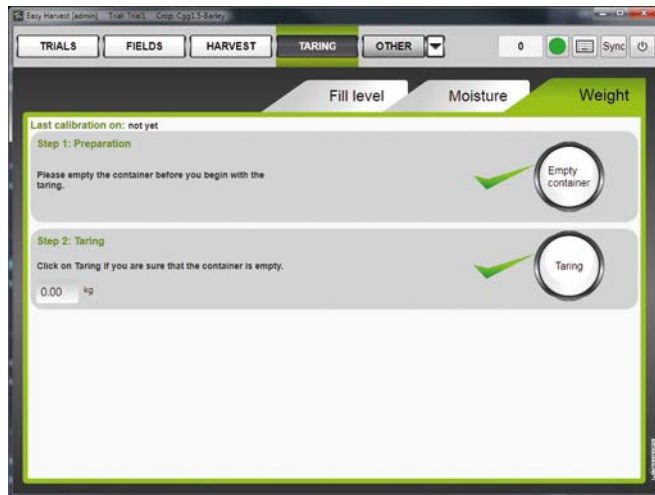 Easy Harvest [admin] Trial: Trial1 Crop: Cgg1.5-Barley
TRIALS FIELDS HARVEST TARING OTHER 0 Sync
Fill level Moisture Weight
Last calibration on: not yet
Step 1: Preparation
Please empty the container before you begin with the
taring.
Empty
container
Step 2: Taring
Click on Taring if you are sure that the container is empty.
Taring
0.00 kg